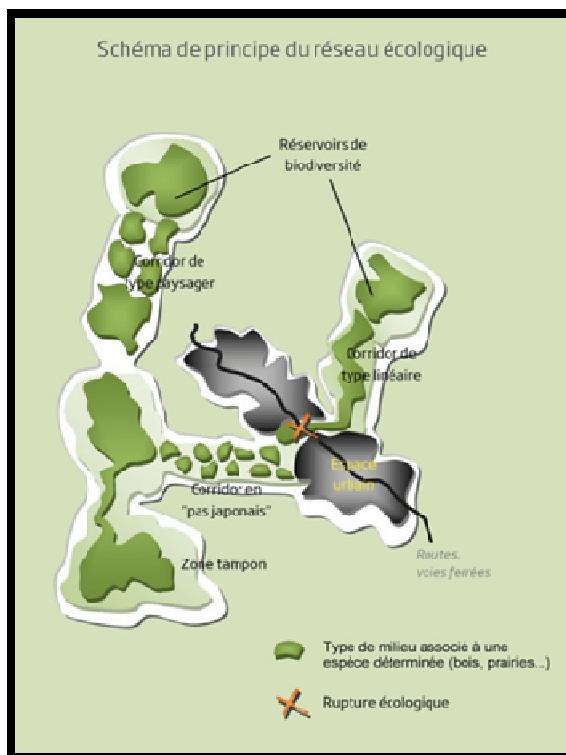 Schéma de principe du réseau écologique
Réservoirs de
biodiversité
Corridor de
type paysager
Corridor de
type linéaire
Espace
urbain
Corridor en
"pas japonais"
Routes,
voies ferrées
Zone tampon
Type de milieu associé à une
espèce déterminée (bois, prairies...)
Rupture écologique